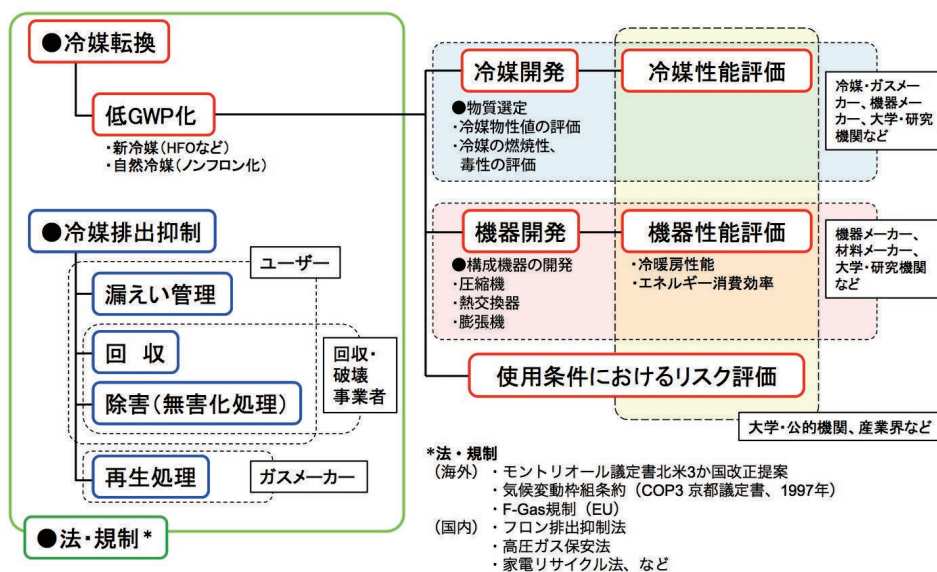 ●冷媒転換
低GWP化
・新冷媒(HFOなど)
・自然冷媒(ノンフロン化)
●冷媒排出抑制
ユーザー
漏えい管理
回 収
除害(無害化処理)
回収・
破壊
事業者
再生処理
ガスメーカー
●法・規制*
冷媒開発
冷媒性能評価
●物質選定
・冷媒物性値の評価
・冷媒の燃焼性、
毒性の評価
冷媒・ガスメー
カー、機器メー
カー、大学・研究
機関など
機器開発
機器性能評価
●構成機器の開発
・圧縮機
・熱交換器
・膨張機
・冷暖房性能
・エネルギー消費効率
機器メーカー、
材料メーカー、
大学・研究機関
など
使用条件におけるリスク評価
大学・公的機関、産業界など
*法・規制
(海外)・モントリオール議定書北米3か国改正提案
・気候変動枠組条約(COP3 京都議定書、1997年)
・F-Gas規制(EU)
(国内)・フロン排出抑制法
・高圧ガス保安法
・家電リサイクル法、など